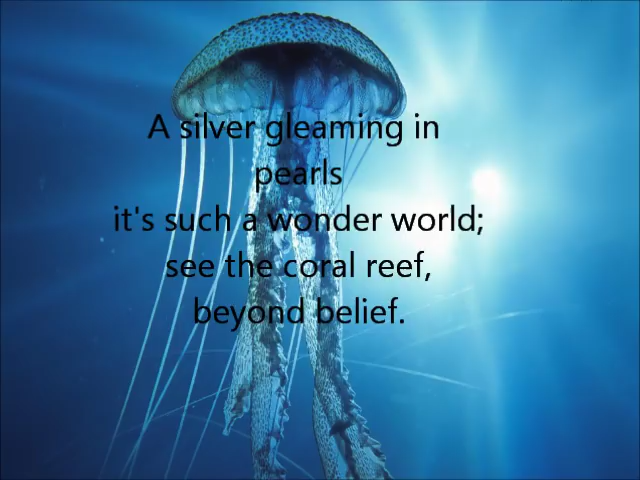 A silver gleaming in
pearls
it's such a wonder world;
see the coral reef,
beyond belief.